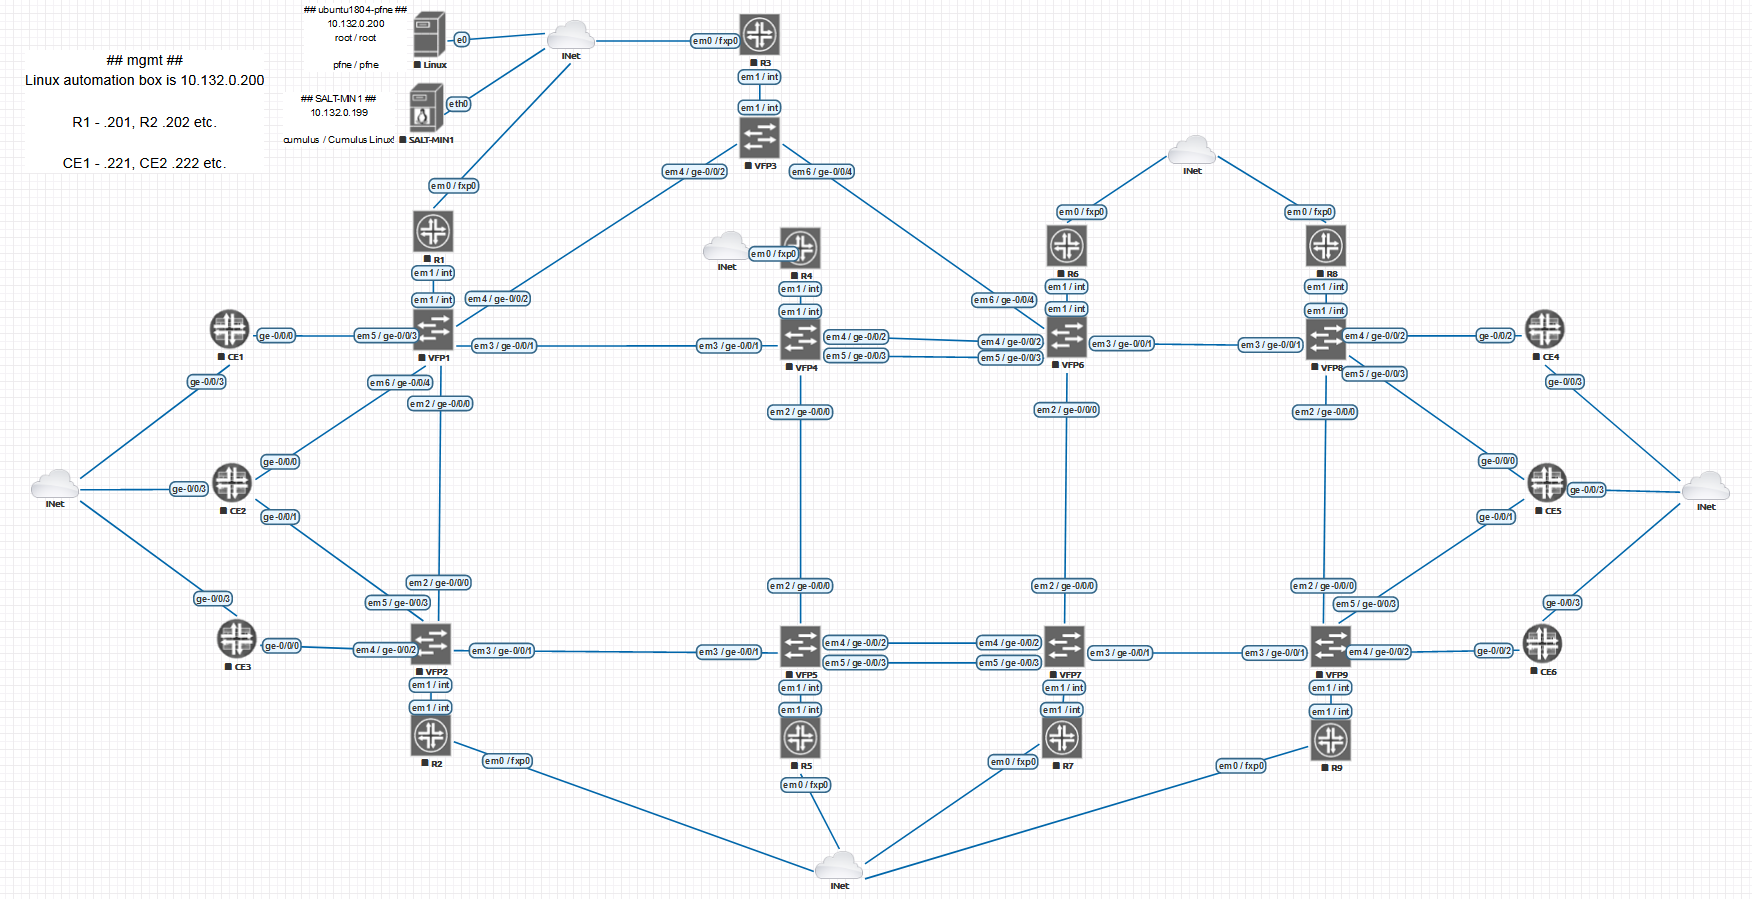 ## ubuntu1804-pfne ##
10.132.0.200
root / root
pfne / pfne
Linux
e0
INet
em0 / fxp0
R3
em1 / int
em1 / int
VFP3
em4 / ge-0/0/2
em6 / ge-0/0/4
## mgmt ##
Linux automation box is 10.132.0.200
R1 - .201, R2 .202 etc.
CE1 - .221, CE2 .222 etc.
## SALT-MIN1 ##
10.132.0.199
cumulus / Cumulus Linux!
SALT-MIN1
eth0
em0 / fxp0
R1
em1 / int
em1 / int
em4 / ge-0/0/2
VFP1
em5 / ge-0/0/3
em3 / ge-0/0/1
em6 / ge-0/0/4
em2 / ge-0/0/0
INet
em0 / fxp0
R4
em1 / int
em1 / int
em3 / ge-0/0/1
VFP4
em4 / ge-0/0/2
em5 / ge-0/0/3
em2 / ge-0/0/0
INet
em0 / fxp0
em0 / fxp0
R6
em1 / int
em1 / int
em6 / ge-0/0/4
em4 / ge-0/0/2
em5 / ge-0/0/3
VFP6
em3 / ge-0/0/1
em2 / ge-0/0/0
R8
em1 / int
em1 / int
em3 / ge-0/0/1
VFP8
em4 / ge-0/0/2
em5 / ge-0/0/3
em2 / ge-0/0/0
ge-0/0/2
CE4
ge-0/0/3
CE1
ge-0/0/0
ge-0/0/3
INet
ge-0/0/3
CE2
ge-0/0/0
ge-0/0/1
ge-0/0/0
CE5
ge-0/0/3
ge-0/0/1
INet
ge-0/0/3
CE3
ge-0/0/0
em2 / ge-0/0/0
em5 / ge-0/0/3
em4 / ge-0/0/2
VFP2
em3 / ge-0/0/1
em1 / int
em1 / int
R2
em0 / fxp0
em2 / ge-0/0/0
em3 / ge-0/0/1
VFP5
em4 / ge-0/0/2
em5 / ge-0/0/3
em1 / int
em1 / int
R5
em0 / fxp0
em2 / ge-0/0/0
em4 / ge-0/0/2
em5 / ge-0/0/3
VFP7
em3 / ge-0/0/1
em1 / int
em1 / int
R7
em0 / fxp0
em2 / ge-0/0/0
em5 / ge-0/0/3
em3 / ge-0/0/1
VFP9
em4 / ge-0/0/2
em1 / int
em1 / int
R9
em0 / fxp0
ge-0/0/3
ge-0/0/2
CE6
INet